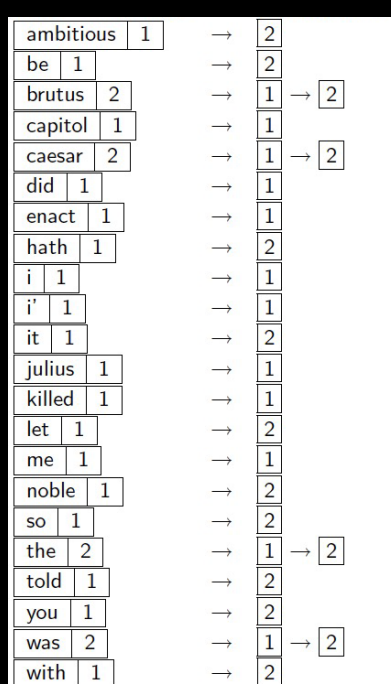 ambitious 1 → 2
be 1 → 2
brutus 2 → 1 → 2
capitol 1 → 1
caesar 2 → 1 → 2
did 1 → 1
enact 1 → 1
hath 1 → 2
i 1 → 1
i' 1 → 1
it 1 → 2
julius 1 → 1
killed 1 → 1
let 1 → 2
me 1 → 1
noble 1 → 2
so 1 → 2
the 2 → 1 → 2
told 1 → 2
you 1 → 2
was 2 → 1 → 2
with 1 → 2